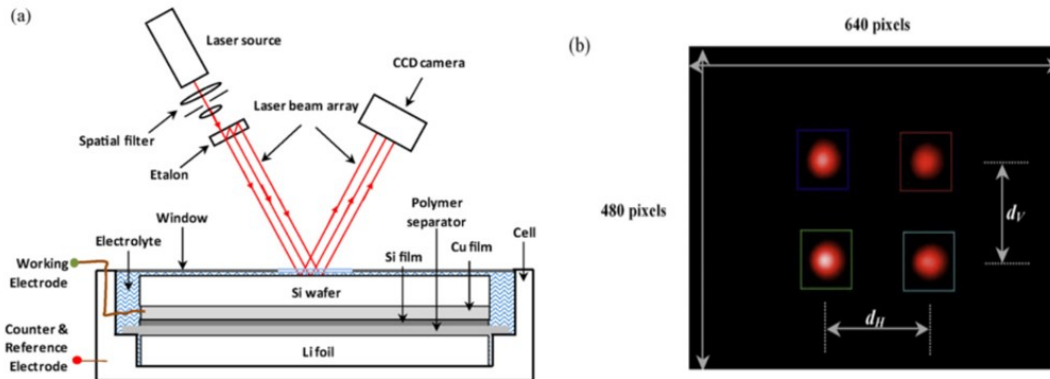 (a)
Laser source
CCD camera
Laser beam array
Spatial filter
Etalon
Polymer
separator
Window
Cell
Electrolyte
Si film
Cu film
Working
Electrode
Si wafer
Counter &
Reference
Electrode
Li foil
(b)
640 pixels
480 pixels
dV
dH